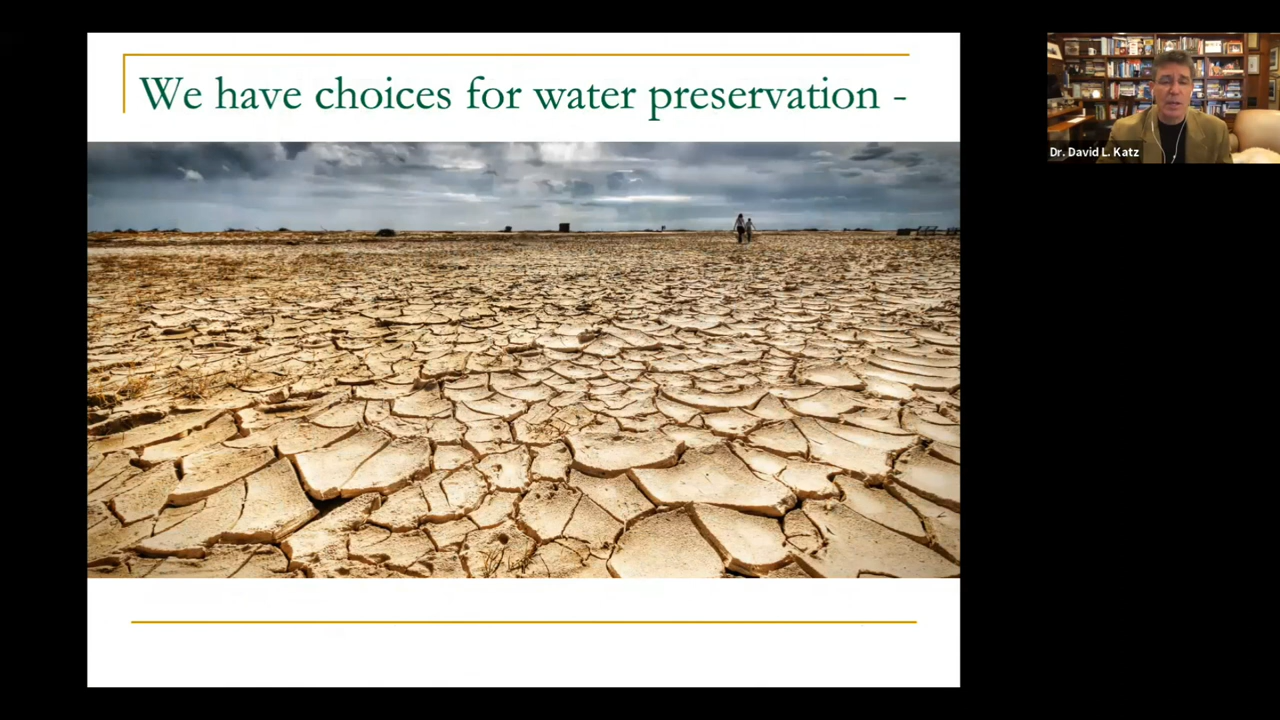 We have choices for water preservation -
Dr. David L. Katz